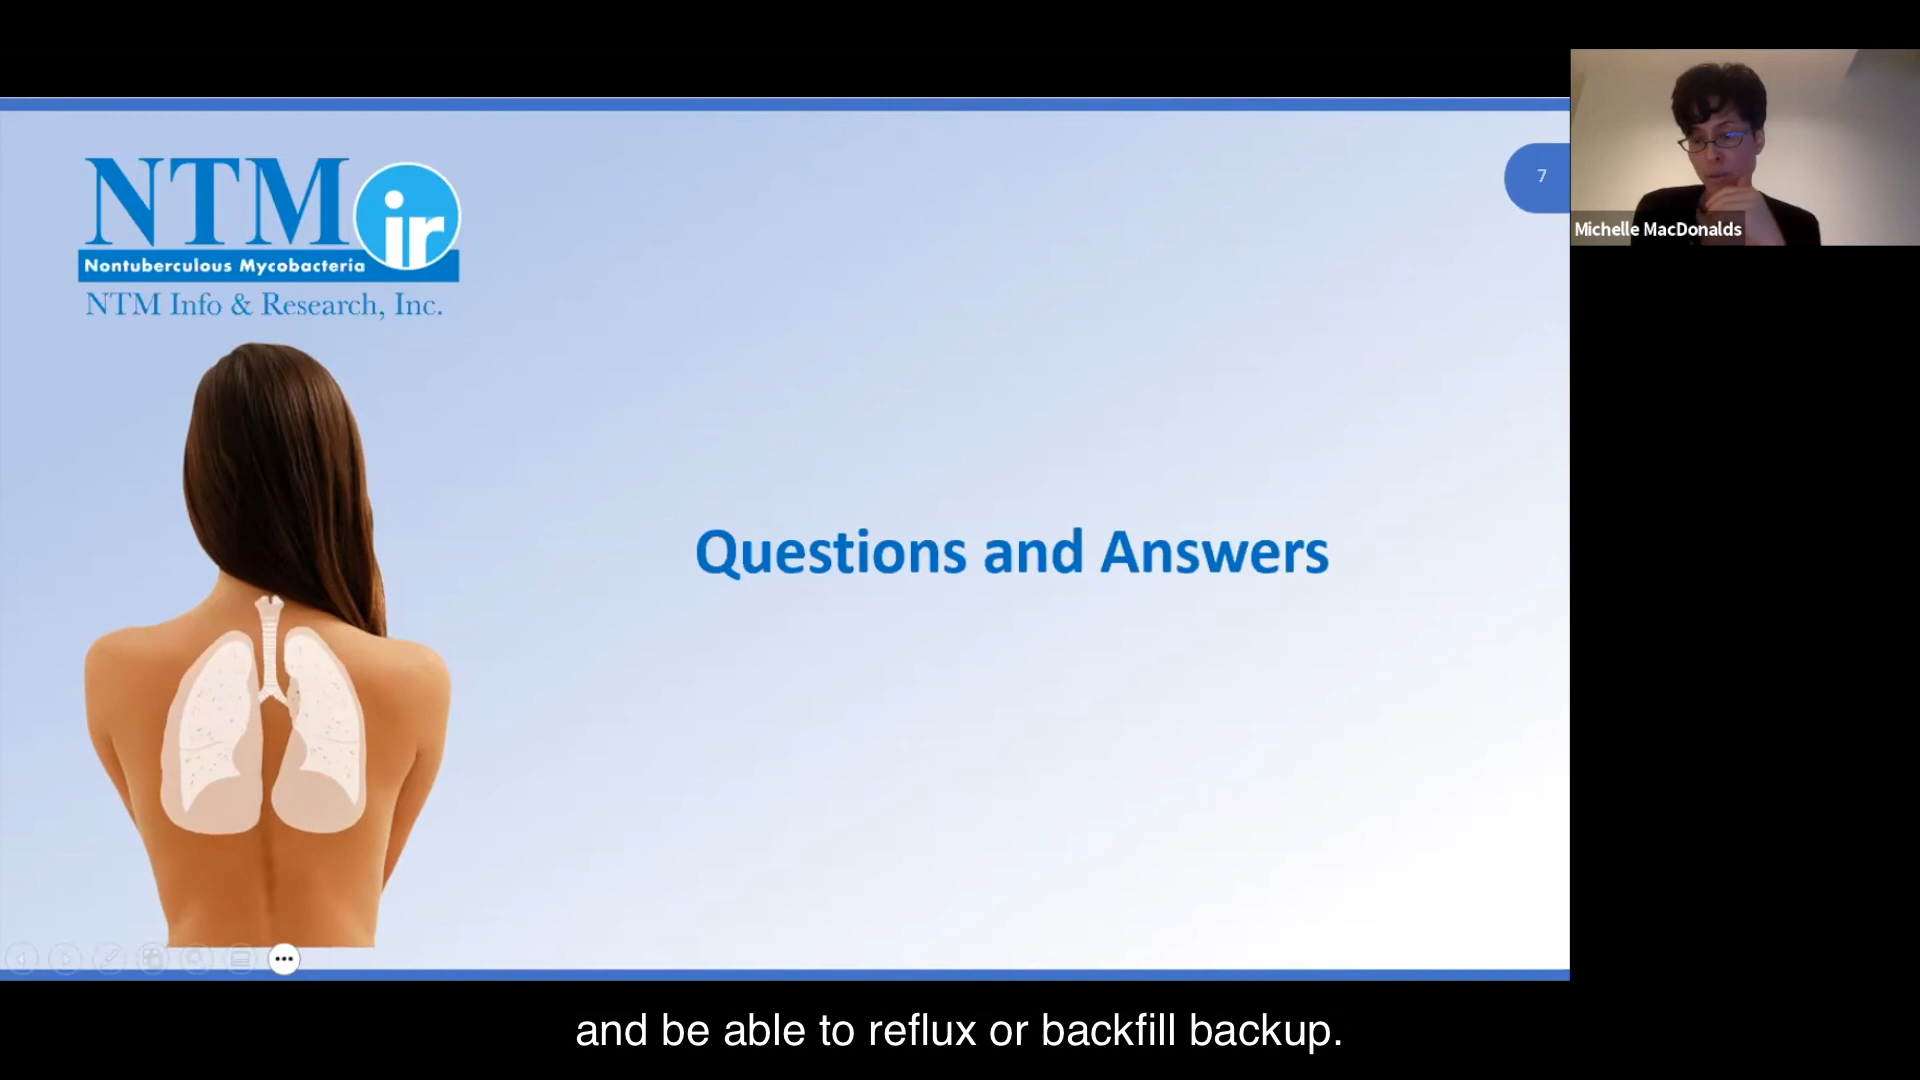 NTM
ir
Nontuberculous Mycobacteria
NTM Info & Research, Inc.
7
Michelle MacDonalds
Questions and Answers
and be able to reflux or backfill backup.